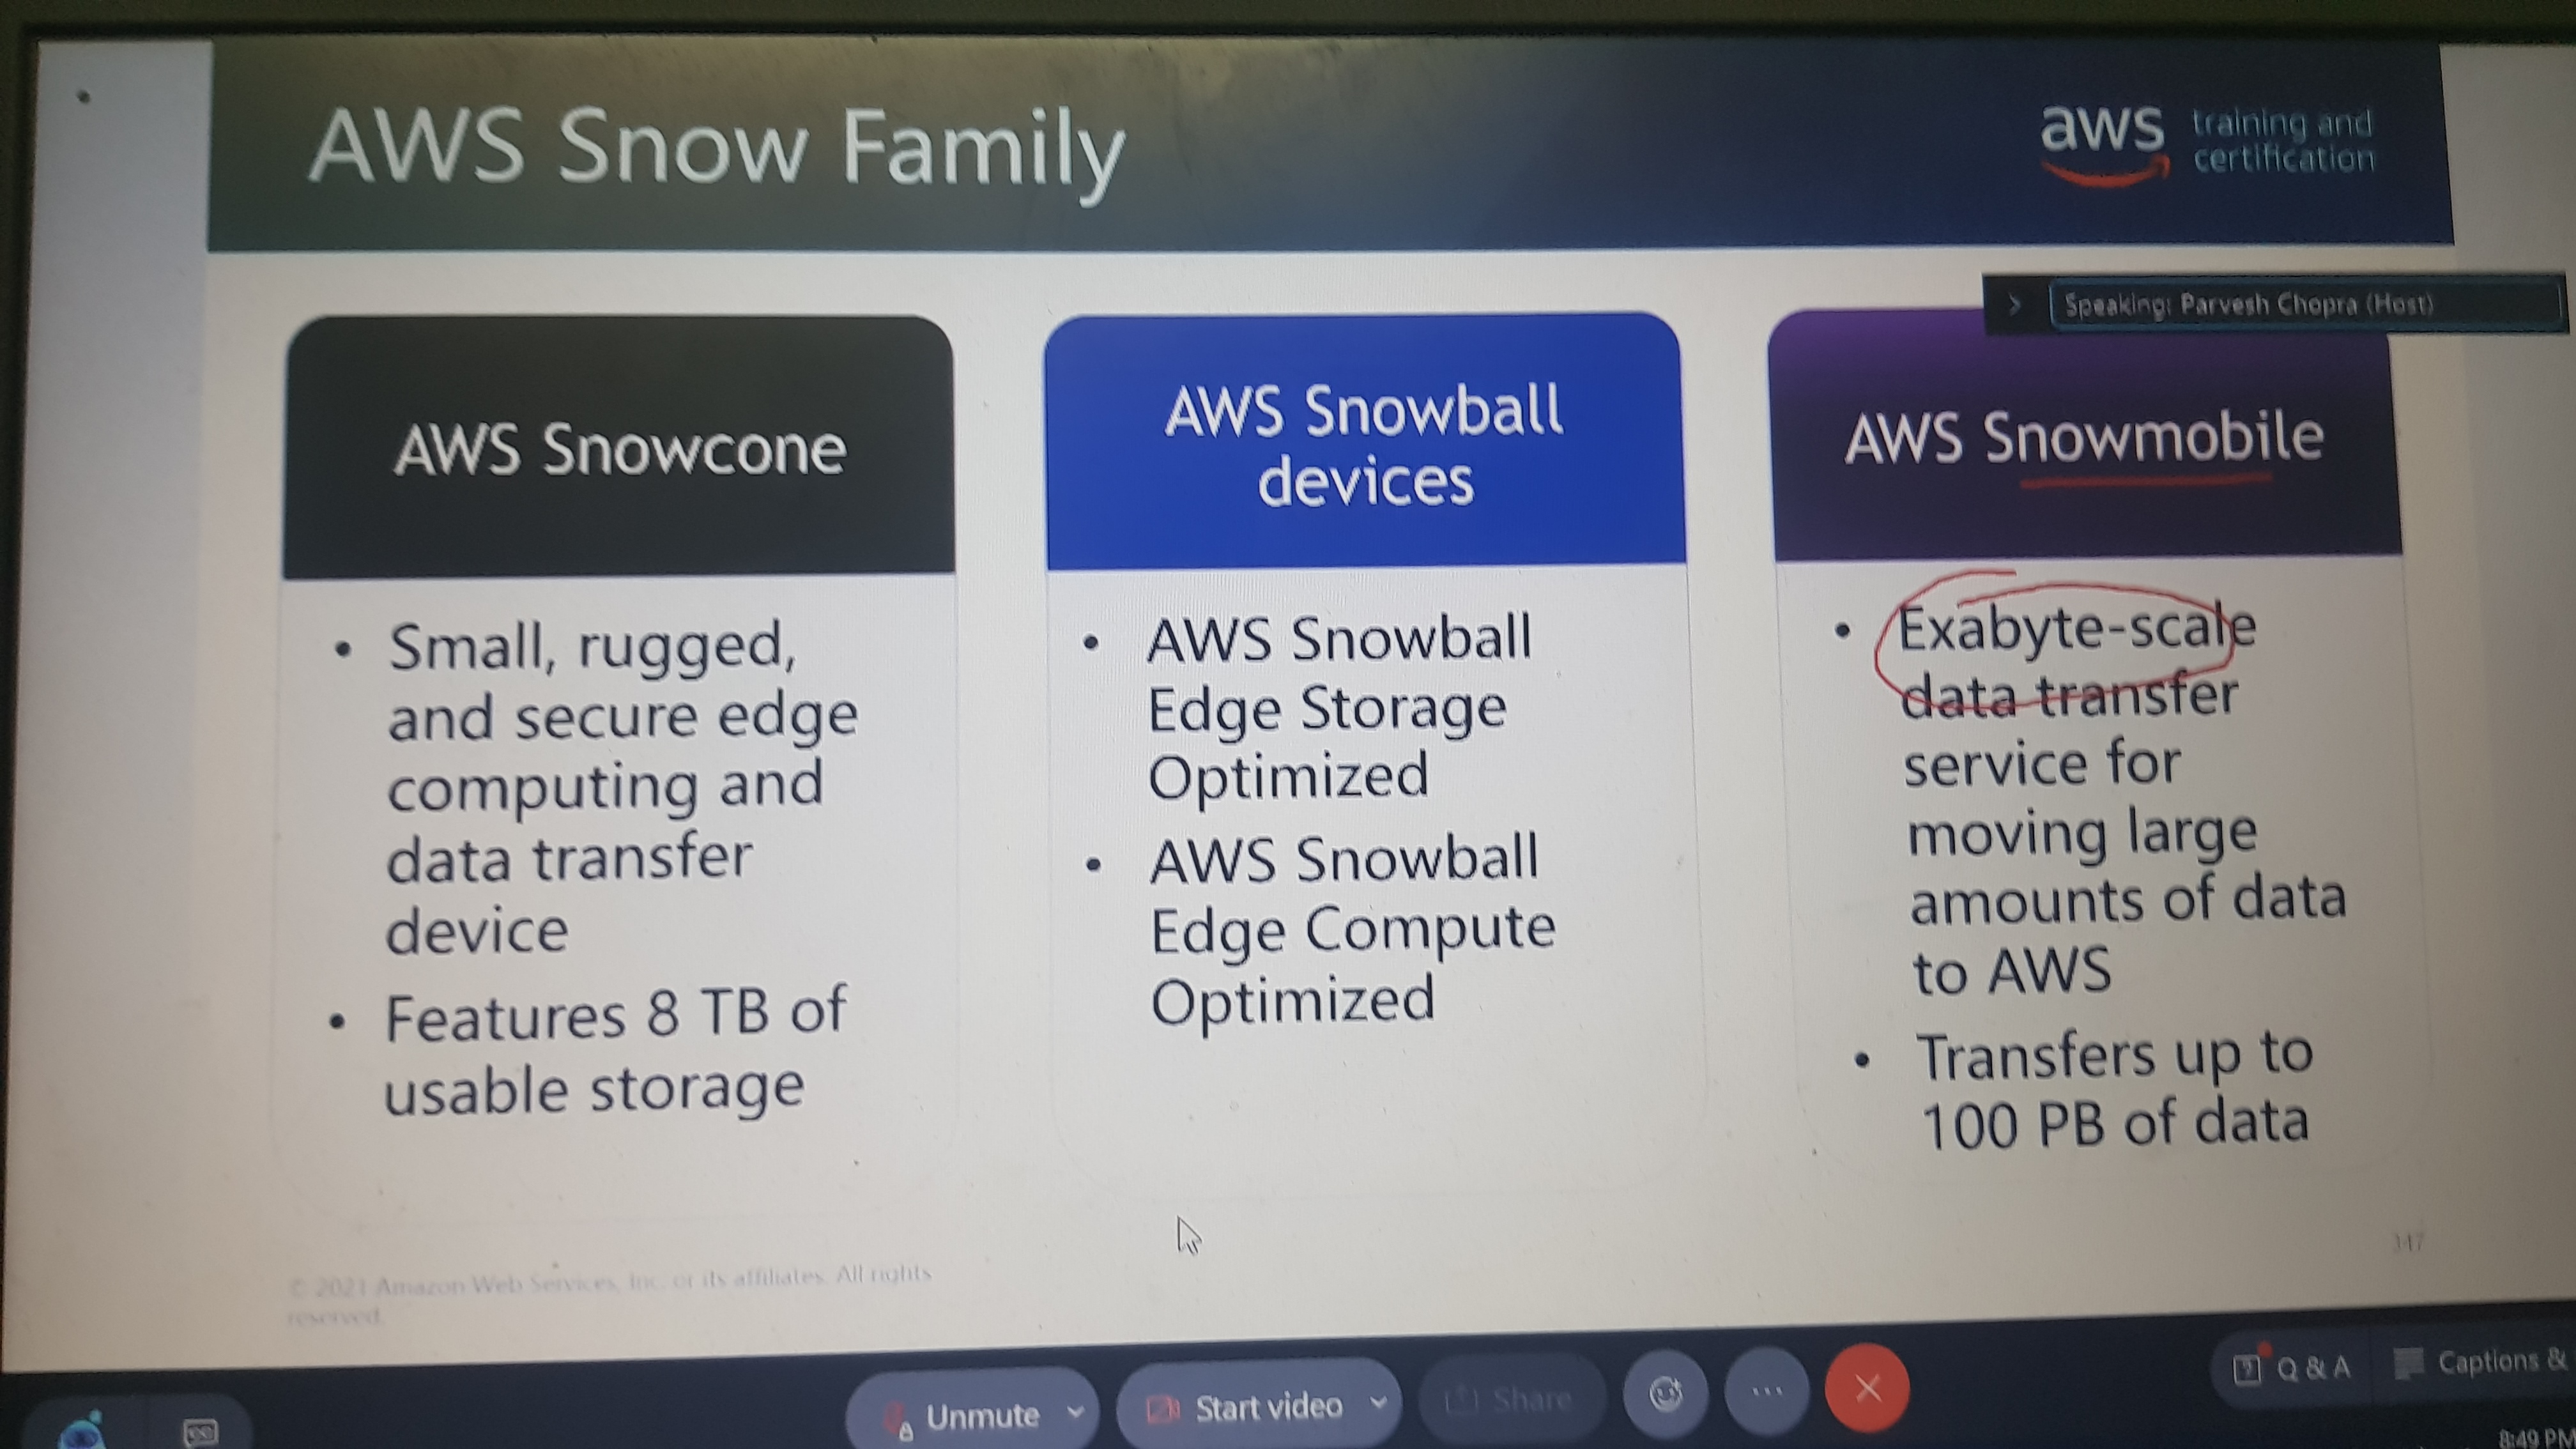 AWS Snow Family
aws training and
certification
Speaking: Parvesh Chopra (Host)
AWS Snowcone
• Small, rugged,
and secure edge
computing and
data transfer
device
• Features 8 TB of
usable storage
AWS Snowball
devices
• AWS Snowball
Edge Storage
Optimized
• AWS Snowball
Edge Compute
Optimized
AWS Snowmobile
• Exabyte-scale
data transfer
service for
moving large
amounts of data
to AWS
• Transfers up to
100 PB of data
347
© 2021 Amazon Web Services, Inc. or its affiliates. All rights
reserved.
Unmute
Start video
Share
Q & A
Captions &
8:49 PM